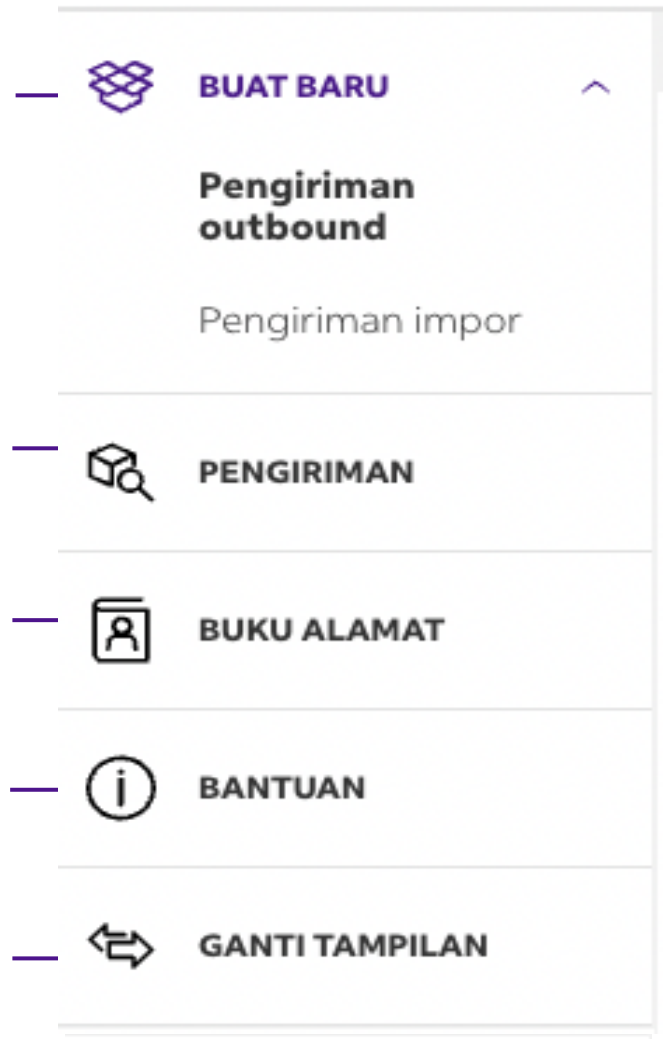 BUAT BARU
Pengiriman
outbound
Pengiriman impor
PENGIRIMAN
BUKU ALAMAT
BANTUAN
GANTI TAMPILAN